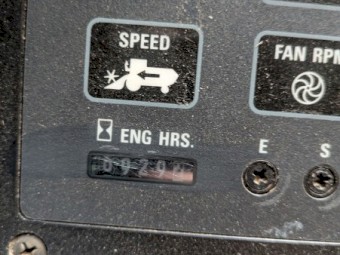 SPEED
FAN RPM
ENG HRS.
E S